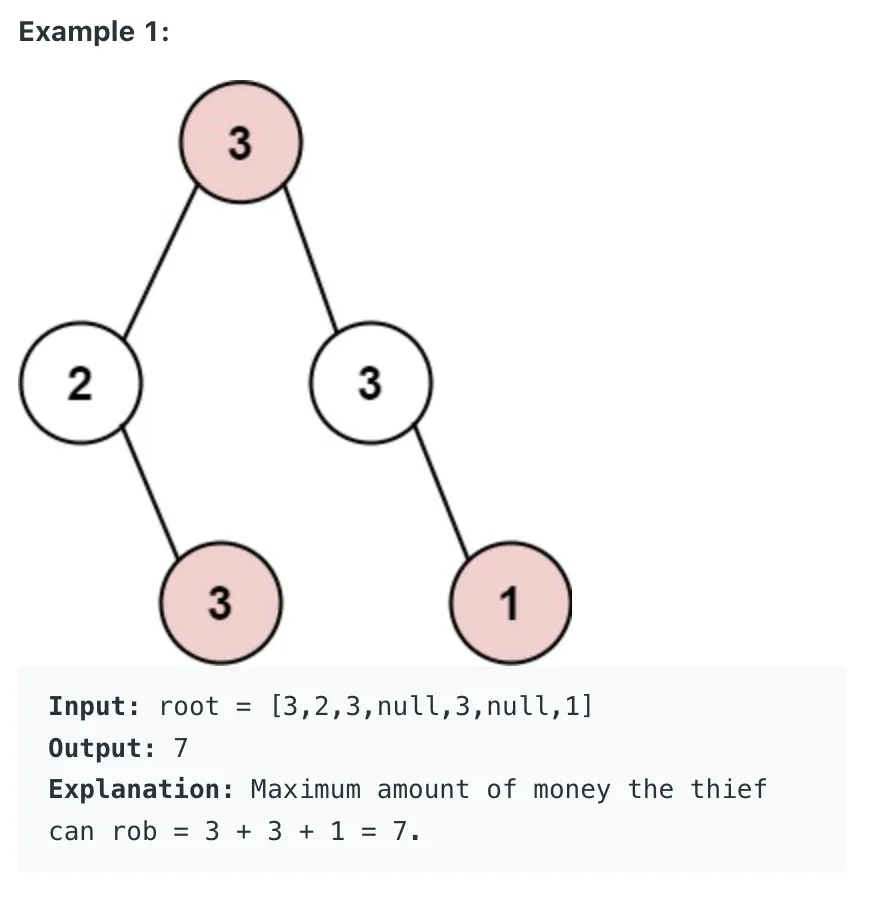 Example 1:
3
2
3
3
1
Input: root = [3,2,3,null,3,null,1]
Output: 7
Explanation: Maximum amount of money the thief
can rob = 3 + 3 + 1 = 7.